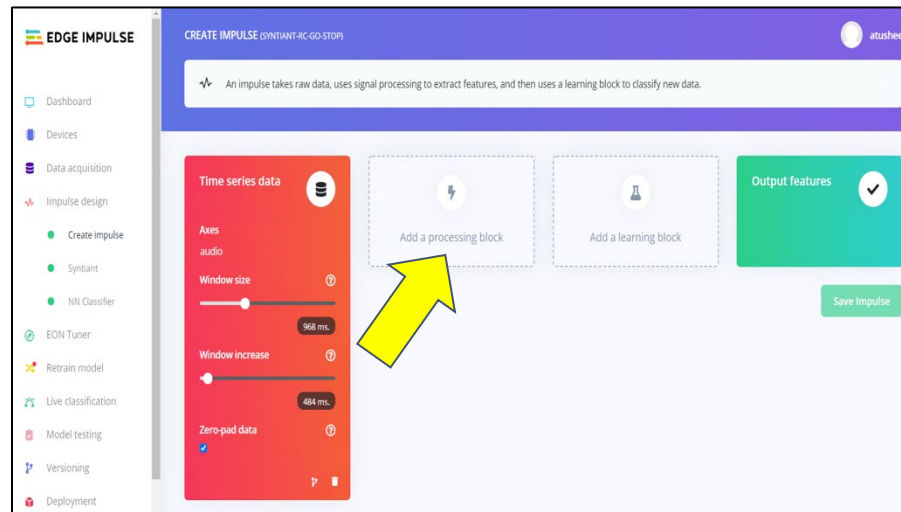 EDGE IMPULSE
Dashboard
Devices
Data acquisition
Impulse design
Create impulse
Syntiant
NN Classifier
EON Tuner
Retrain model
Live classification
Model testing
Versioning
Deployment
CREATE IMPULSE (SYNTIANT-RC-GO-STOP)
atushee
An impulse takes raw data, uses signal processing to extract features, and then uses a learning block to classify new data.
Time series data
Axes
audio
Window size
968 ms.
Window increase
484 ms.
Zero-pad data
Add a processing block
Add a learning block
Output features
Save Impulse